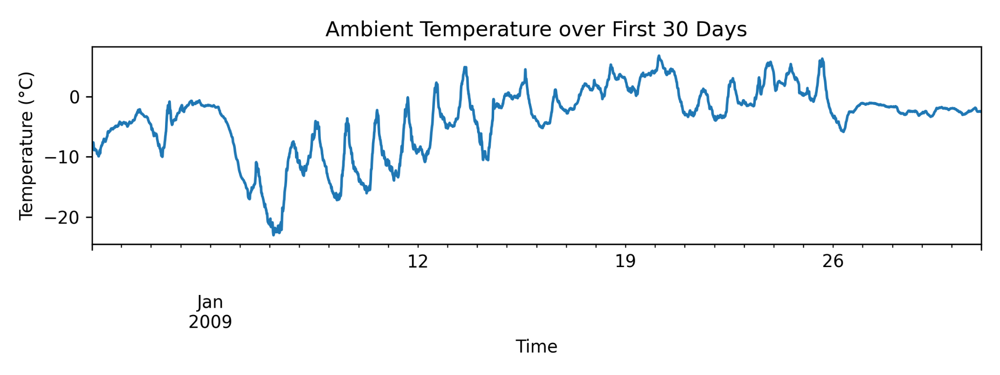 Ambient Temperature over First 30 Days
Temperature (°C)
0
−10
−20
12
19
26
Jan
2009
Time